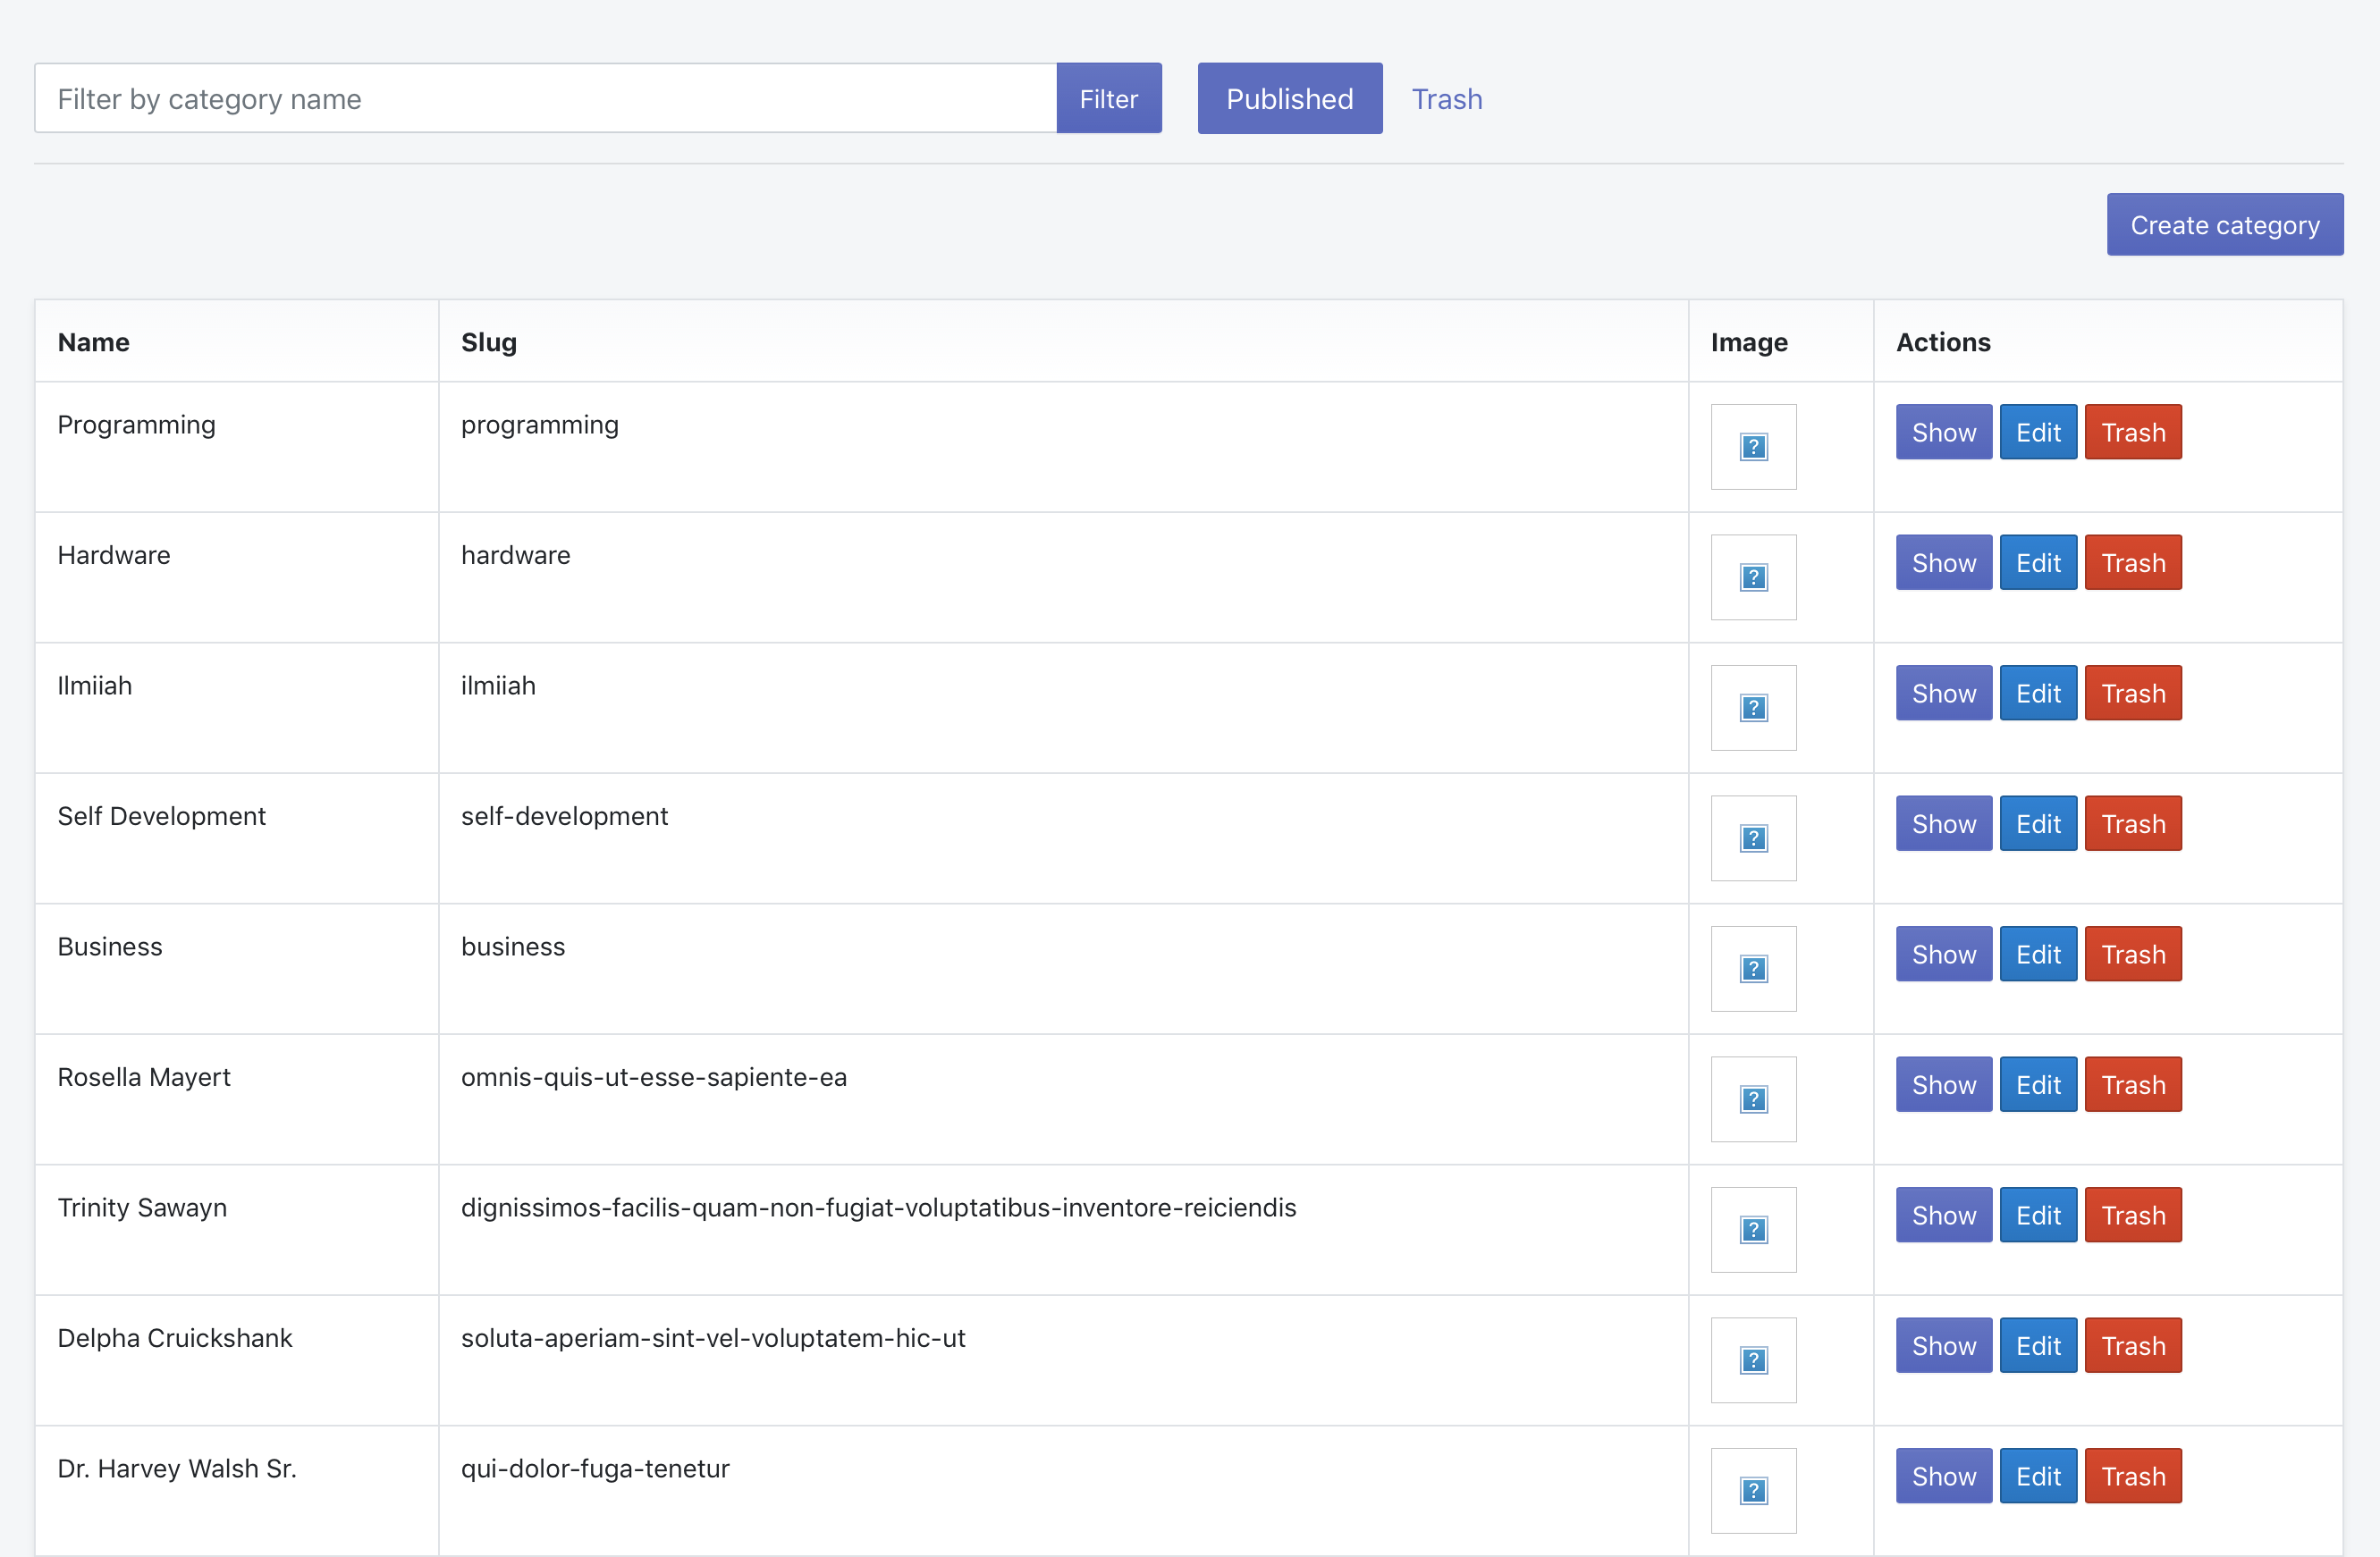 Filter by category name Filter Published Trash
Create category
Name Slug Image Actions
Programming programming ? Show Edit Trash
Hardware hardware ? Show Edit Trash
Ilmiiah ilmiiah ? Show Edit Trash
Self Development self-development ? Show Edit Trash
Business business ? Show Edit Trash
Rosella Mayert omnis-quis-ut-esse-sapiente-ea ? Show Edit Trash
Trinity Sawayn dignissimos-facilis-quam-non-fugiat-voluptatibus-inventore-reiciendis ? Show Edit Trash
Delpha Cruickshank soluta-aperiam-sint-vel-voluptatem-hic-ut ? Show Edit Trash
Dr. Harvey Walsh Sr. qui-dolor-fuga-tenetur ? Show Edit Trash